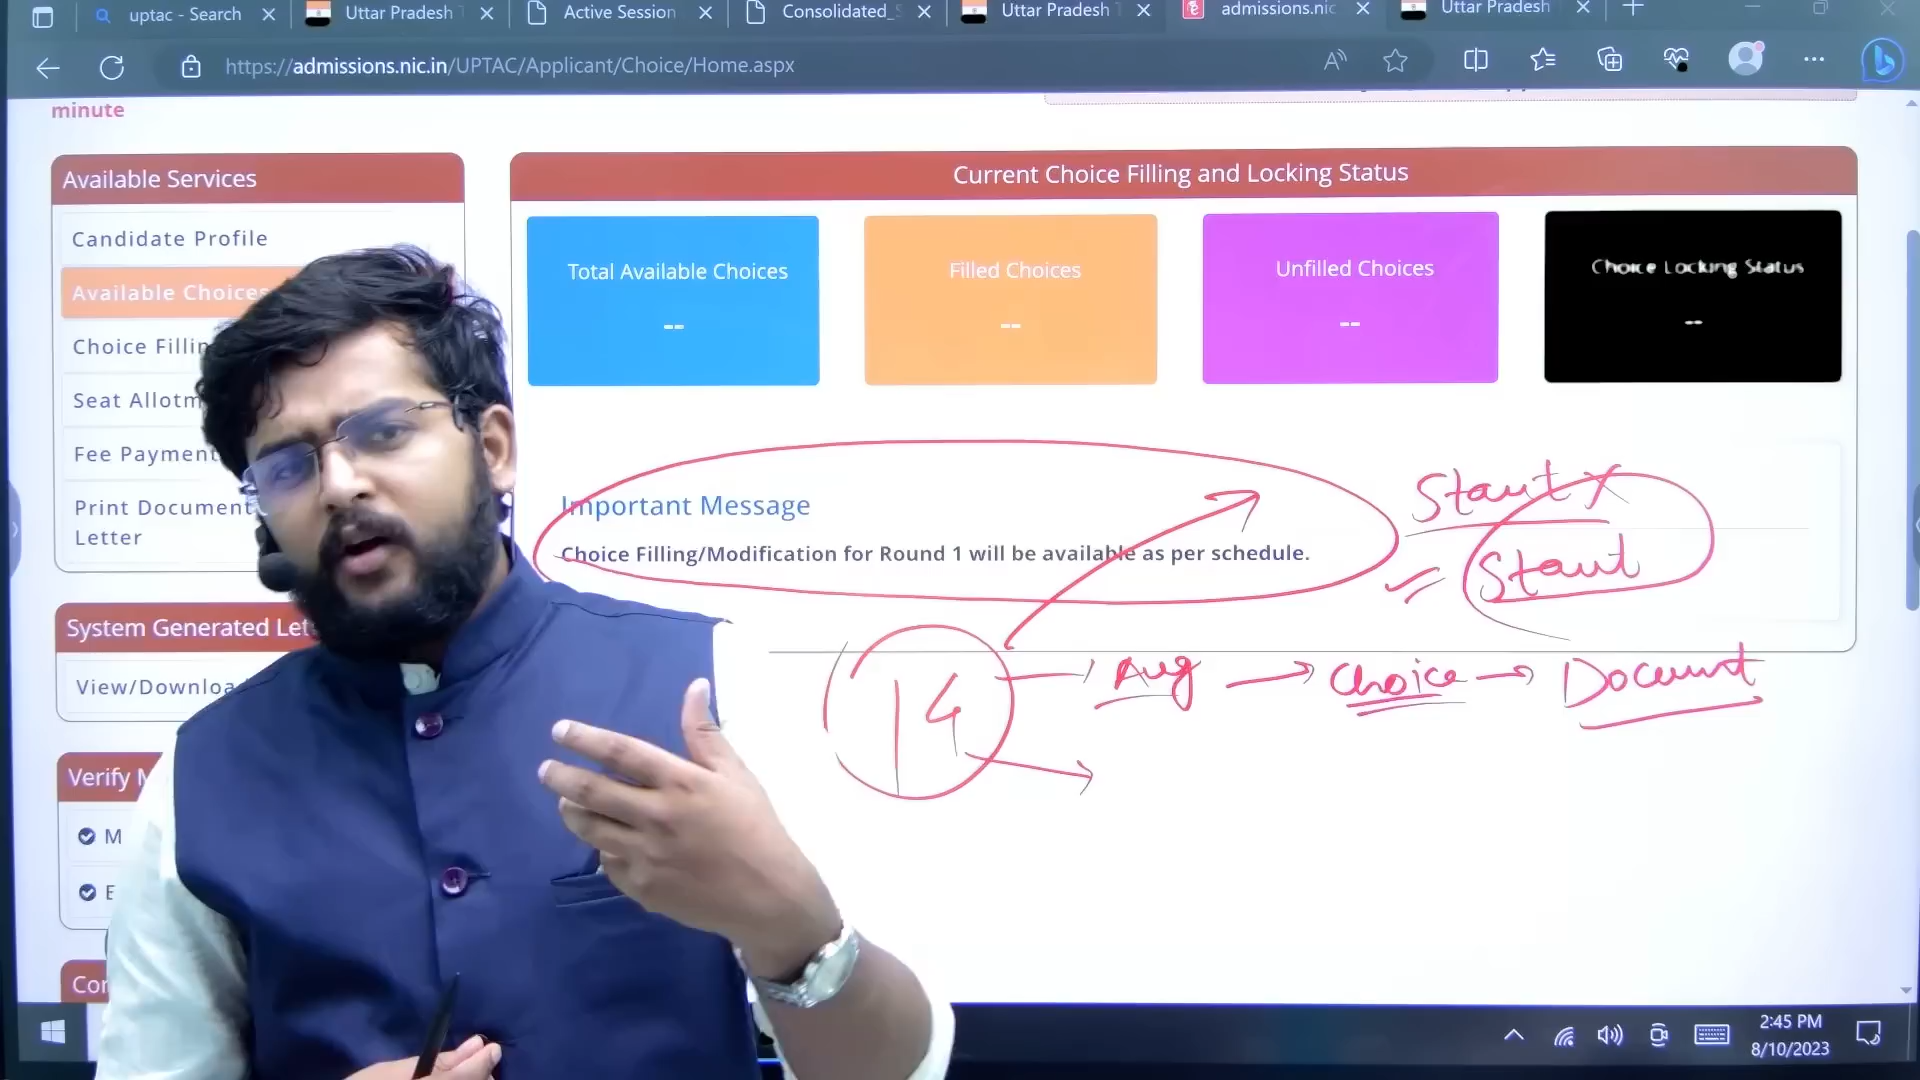 uptac - Search
Uttar Pradesh T
Active Session
Consolidated_S
Uttar Pradesh T
admissions.nic
Uttar Pradesh
https://admissions.nic.in/UPTAC/Applicant/Choice/Home.aspx
minute
Available Services
Candidate Profile
Available Choices
Choice Fillin
Seat Allotm
Fee Payment
Print Document
Letter
System Generated Let
View/Downloa
Verify M
M
E
Con
Current Choice Filling and Locking Status
Total Available Choices
--
Filled Choices
--
Unfilled Choices
--
Choice Locking Status
--
Important Message
Choice Filling/Modification for Round 1 will be available as per schedule.
Start X
Start
14 → Aug → Choice → Document
2:45 PM
8/10/2023